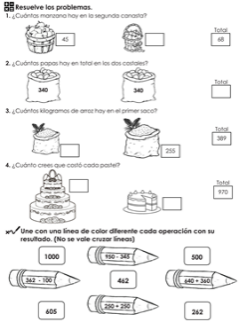 Resuelve los problemas.
1. ¿Cuántas manzana hay en la segunda canasta?
Total
45
68
2. ¿Cuántas papas hay en total en los dos costales?
Total
340
340
3. ¿Cuántos kilogramos de arroz hay en el primer saco?
Total
389
255
4. ¿Cuánto crees que costó cada pastel?
Total
970
Une con una línea de color diferente cada operación con su
resultado. (No se vale cruzar líneas)
1000
950 - 345
500
362 - 100
462
640 + 360
605
250 + 250
262